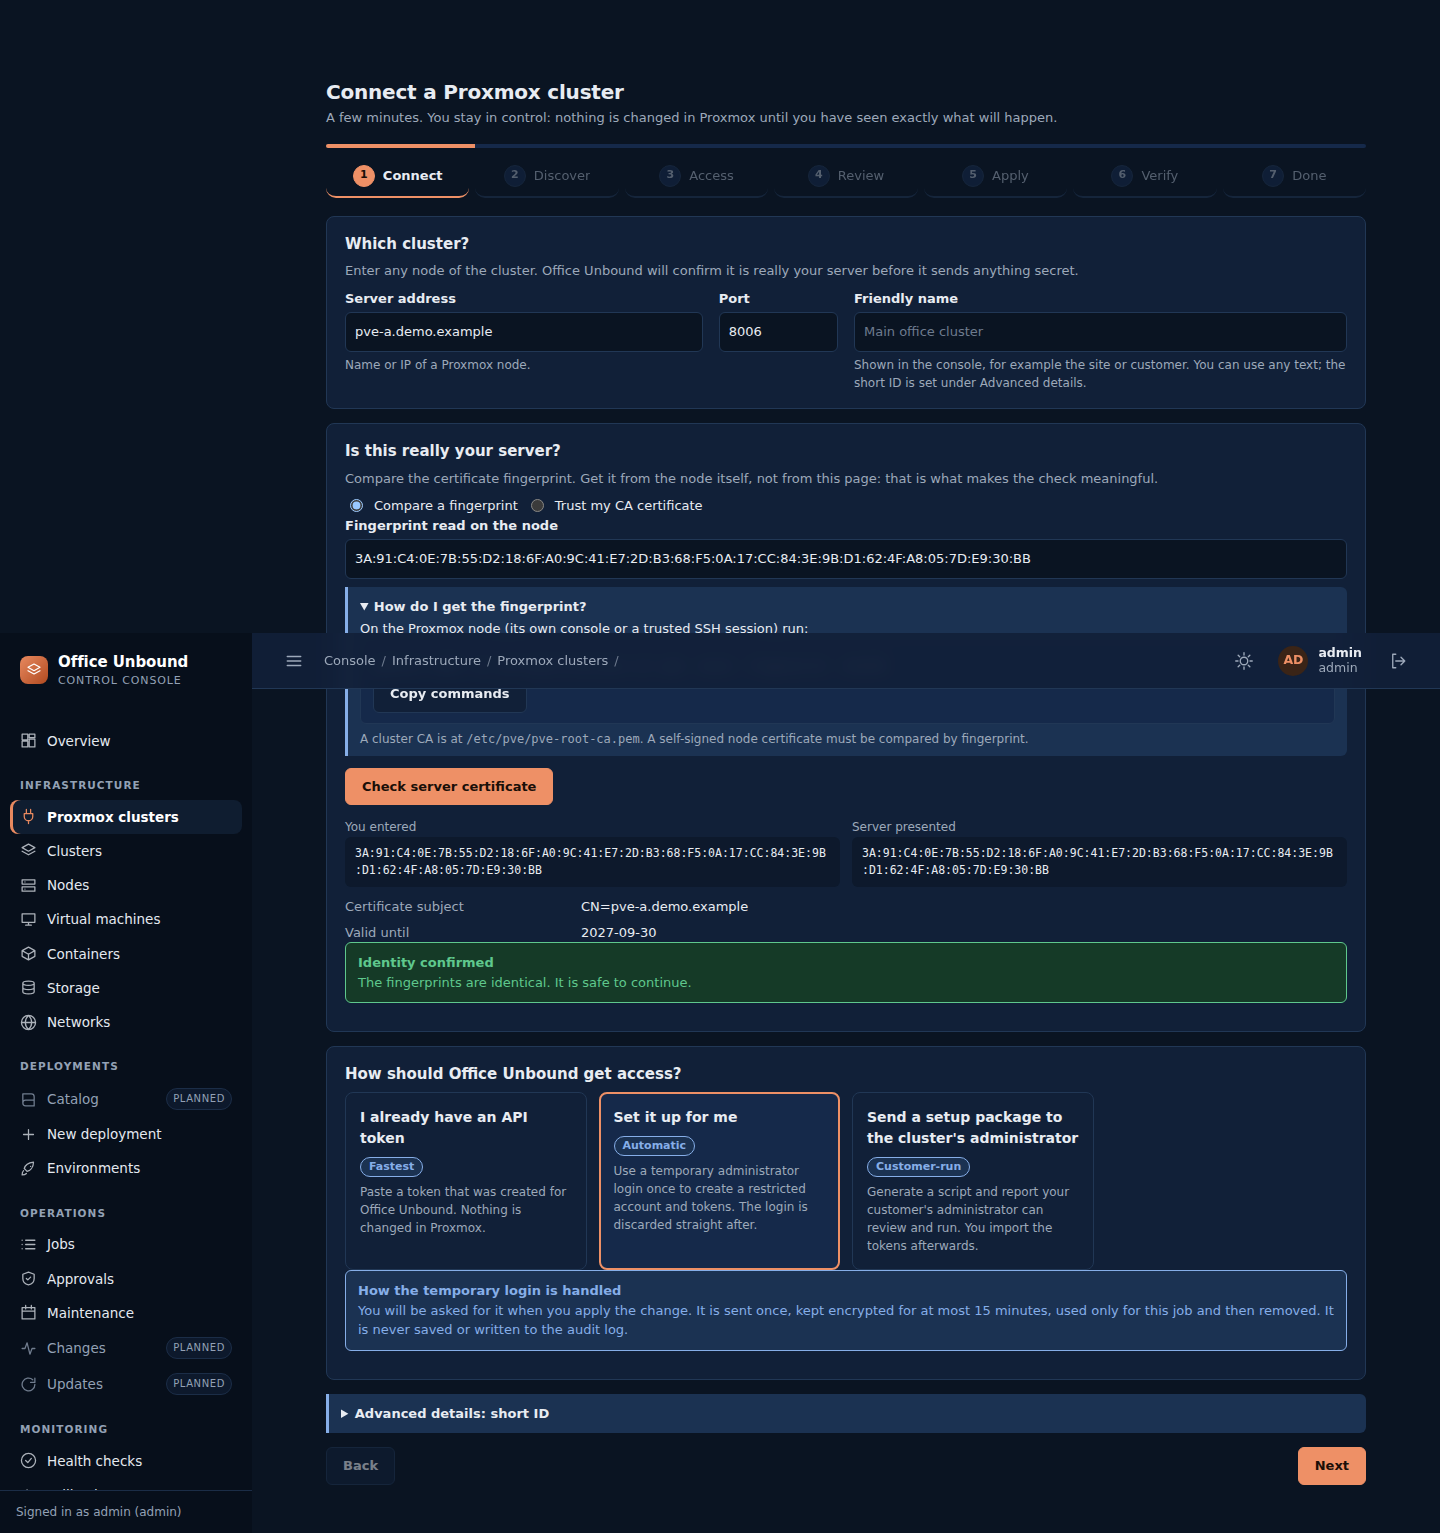 Connect a Proxmox cluster
A few minutes. You stay in control: nothing is changed in Proxmox until you have seen exactly what will happen.
1 Connect
2 Discover
3 Access
4 Review
5 Apply
6 Verify
7 Done
Which cluster?
Enter any node of the cluster. Office Unbound will confirm it is really your server before it sends anything secret.
Server address
Port
Friendly name
pve-a.demo.example
8006
Main office cluster
Name or IP of a Proxmox node.
Shown in the console, for example the site or customer. You can use any text; the
short ID is set under Advanced details.
Is this really your server?
Compare the certificate fingerprint. Get it from the node itself, not from this page: that is what makes the check meaningful.
Compare a fingerprint
Trust my CA certificate
Fingerprint read on the node
3A:91:C4:0E:7B:55:D2:18:6F:A0:9C:41:E7:2D:B3:68:F5:0A:17:CC:84:3E:9B:D1:62:4F:A8:05:7D:E9:30:BB
How do I get the fingerprint?
On the Proxmox node (its own console or a trusted SSH session) run:
Office Unbound
CONTROL CONSOLE
Console / Infrastructure / Proxmox clusters /
AD
admin
admin
Overview
INFRASTRUCTURE
Proxmox clusters
Clusters
Nodes
Virtual machines
Containers
Storage
Networks
DEPLOYMENTS
Catalog
PLANNED
New deployment
Environments
OPERATIONS
Jobs
Approvals
Maintenance
Changes
PLANNED
Updates
PLANNED
MONITORING
Health checks
Signed in as admin (admin)
Copy commands
A cluster CA is at /etc/pve/pve-root-ca.pem. A self-signed node certificate must be compared by fingerprint.
Check server certificate
You entered
3A:91:C4:0E:7B:55:D2:18:6F:A0:9C:41:E7:2D:B3:68:F5:0A:17:CC:84:3E:9B
:D1:62:4F:A8:05:7D:E9:30:BB
Server presented
3A:91:C4:0E:7B:55:D2:18:6F:A0:9C:41:E7:2D:B3:68:F5:0A:17:CC:84:3E:9B
:D1:62:4F:A8:05:7D:E9:30:BB
Certificate subject
CN=pve-a.demo.example
Valid until
2027-09-30
Identity confirmed
The fingerprints are identical. It is safe to continue.
How should Office Unbound get access?
I already have an API
token
Fastest
Paste a token that was created for
Office Unbound. Nothing is
changed in Proxmox.
Set it up for me
Automatic
Use a temporary administrator
login once to create a restricted
account and tokens. The login is
discarded straight after.
Send a setup package to
the cluster's administrator
Customer-run
Generate a script and report your
customer's administrator can
review and run. You import the
tokens afterwards.
How the temporary login is handled
You will be asked for it when you apply the change. It is sent once, kept encrypted for at most 15 minutes, used only for this job and then removed. It
is never saved or written to the audit log.
Advanced details: short ID
Back
Next